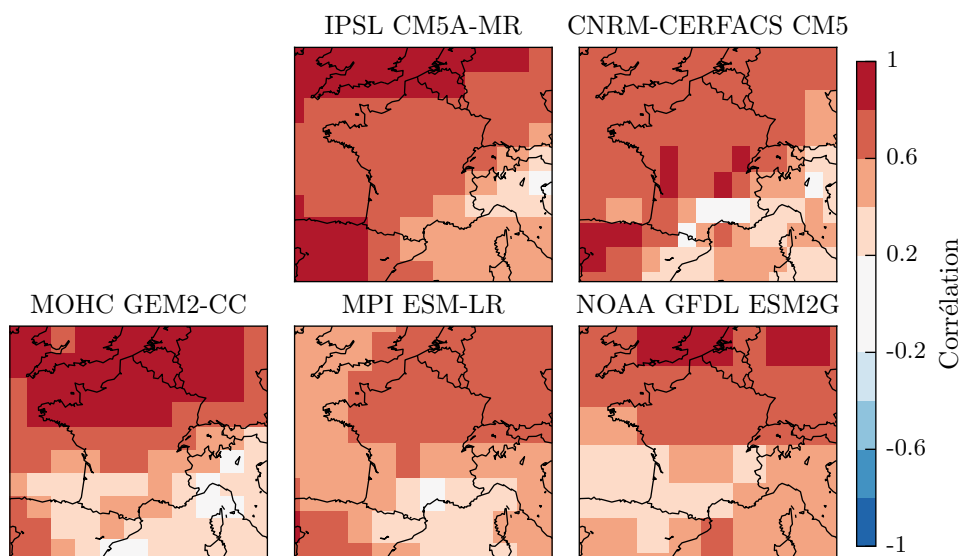 IPSL CM5A-MR
CNRM-CERFACS CM5
MOHC GEM2-CC
MPI ESM-LR
NOAA GFDL ESM2G
1
0.6
0.2
-0.2
-0.6
-1
Corrélation